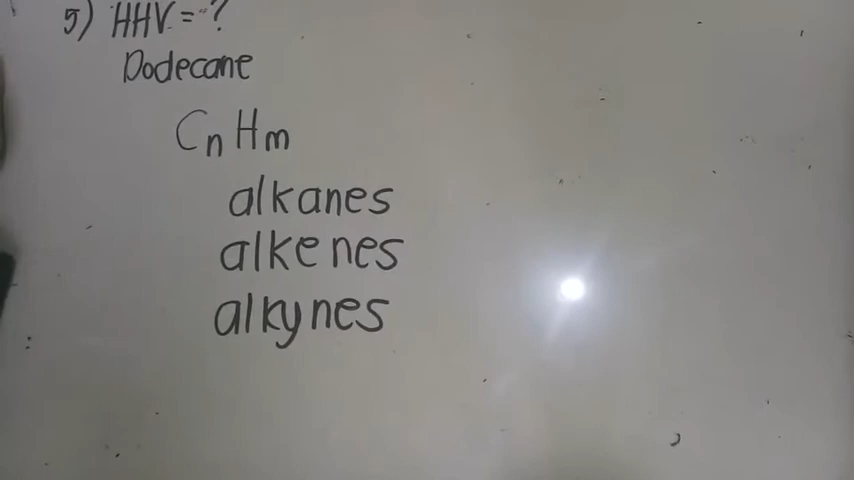 5) HHV = ?
Dodecane
CnHm
alkanes
alkenes
alkynes